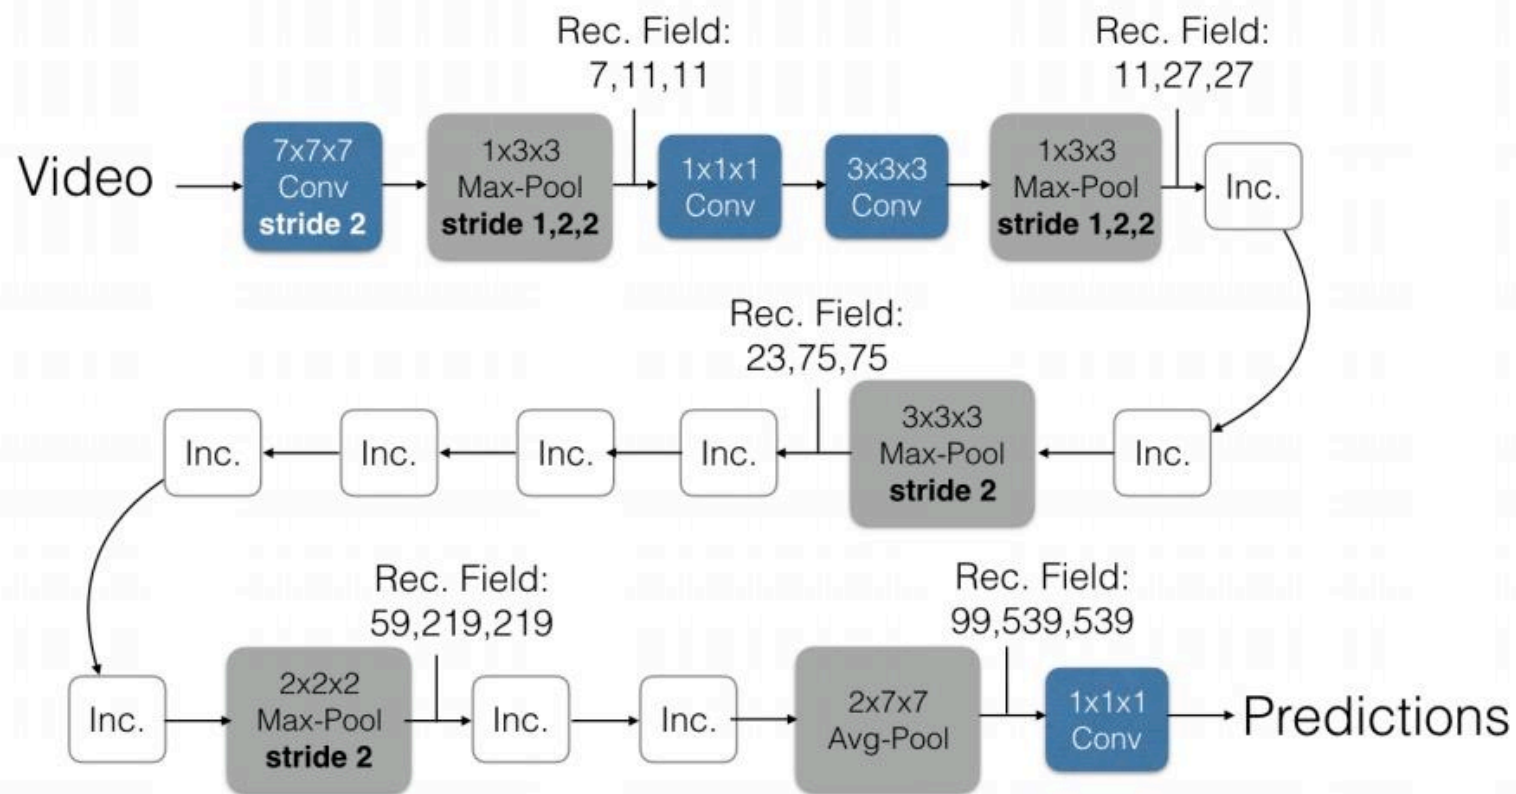 Rec. Field:
7,11,11
Rec. Field:
11,27,27
Video
7x7x7
Conv
stride 2
1x3x3
Max-Pool
stride 1,2,2
1x1x1
Conv
3x3x3
Conv
1x3x3
Max-Pool
stride 1,2,2
Inc.
Rec. Field:
23,75,75
Inc.
Inc.
Inc.
Inc.
3x3x3
Max-Pool
stride 2
Inc.
Rec. Field:
59,219,219
Rec. Field:
99,539,539
Inc.
2x2x2
Max-Pool
stride 2
Inc.
Inc.
2x7x7
Avg-Pool
1x1x1
Conv
Predictions